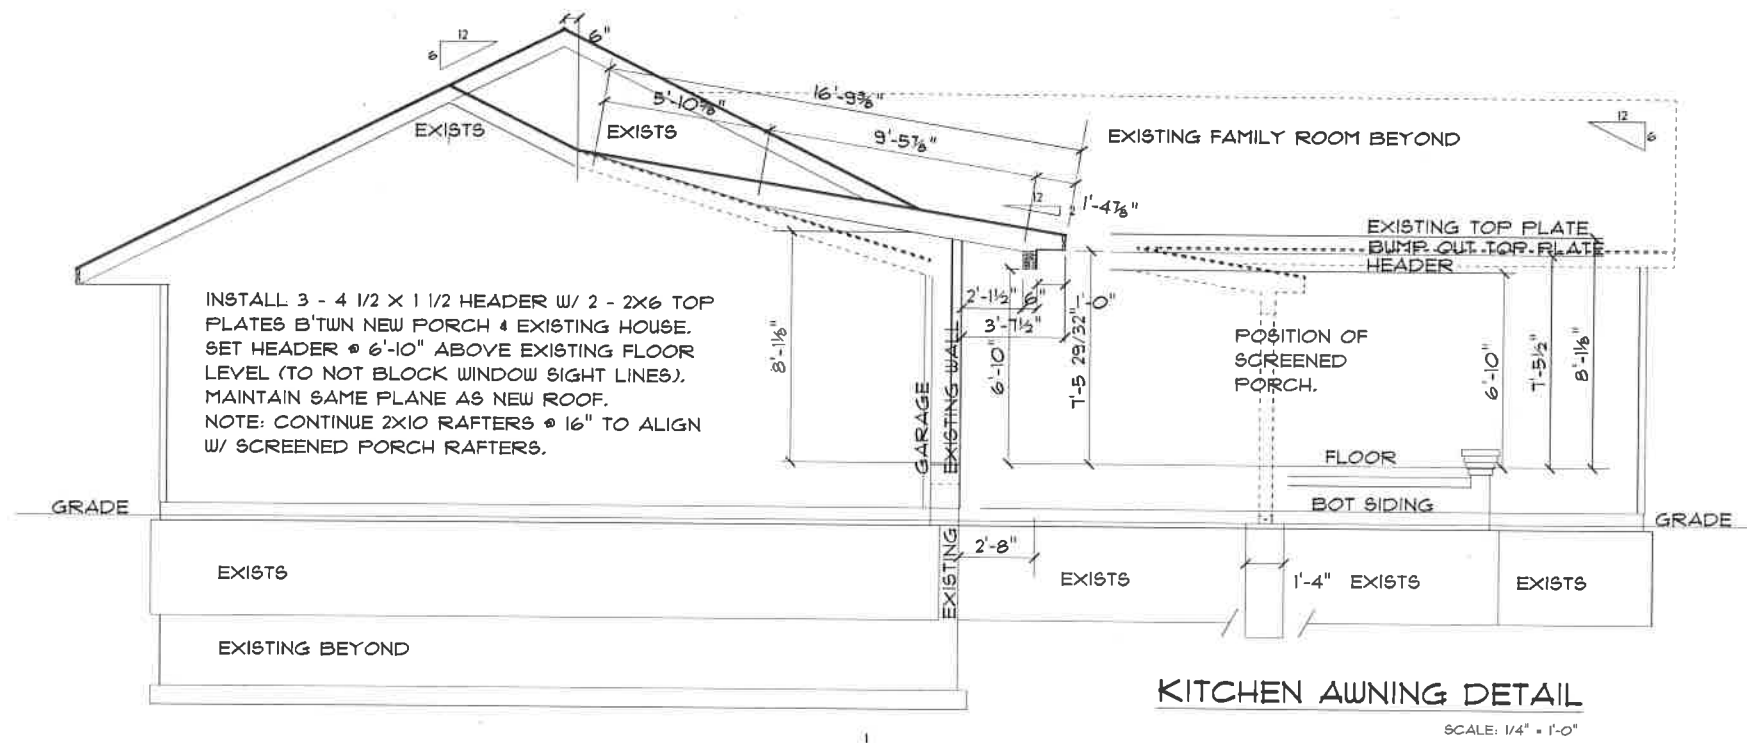 12
6
6"
16'-9⅜"
5'-10⅝"
9'-5⅞"
EXISTS
EXISTS
EXISTING FAMILY ROOM BEYOND
12
6
12
2
1'-4⅞"
EXISTING TOP PLATE
BUMP OUT TOP PLATE
HEADER
INSTALL 3 - 4 1/2 X 1 1/2 HEADER W/ 2 - 2X6 TOP
PLATES B'TWN NEW PORCH & EXISTING HOUSE.
SET HEADER @ 6'-10" ABOVE EXISTING FLOOR
LEVEL (TO NOT BLOCK WINDOW SIGHT LINES).
MAINTAIN SAME PLANE AS NEW ROOF.
NOTE: CONTINUE 2X10 RAFTERS @ 16" TO ALIGN
W/ SCREENED PORCH RAFTERS.
8'-1⅛"
GARAGE
EXISTING WALL
2'-1½"
6"
3'-7½"
6'-10"
7'-5 29/32"
1'-0"
POSITION OF
SCREENED
PORCH.
6'-10"
7'-5½"
8'-1⅛"
FLOOR
BOT SIDING
GRADE
GRADE
EXISTING
2'-8"
EXISTS
EXISTS
1'-4"
EXISTS
EXISTS
EXISTING BEYOND
KITCHEN AWNING DETAIL
SCALE: 1/4" = 1'-0"